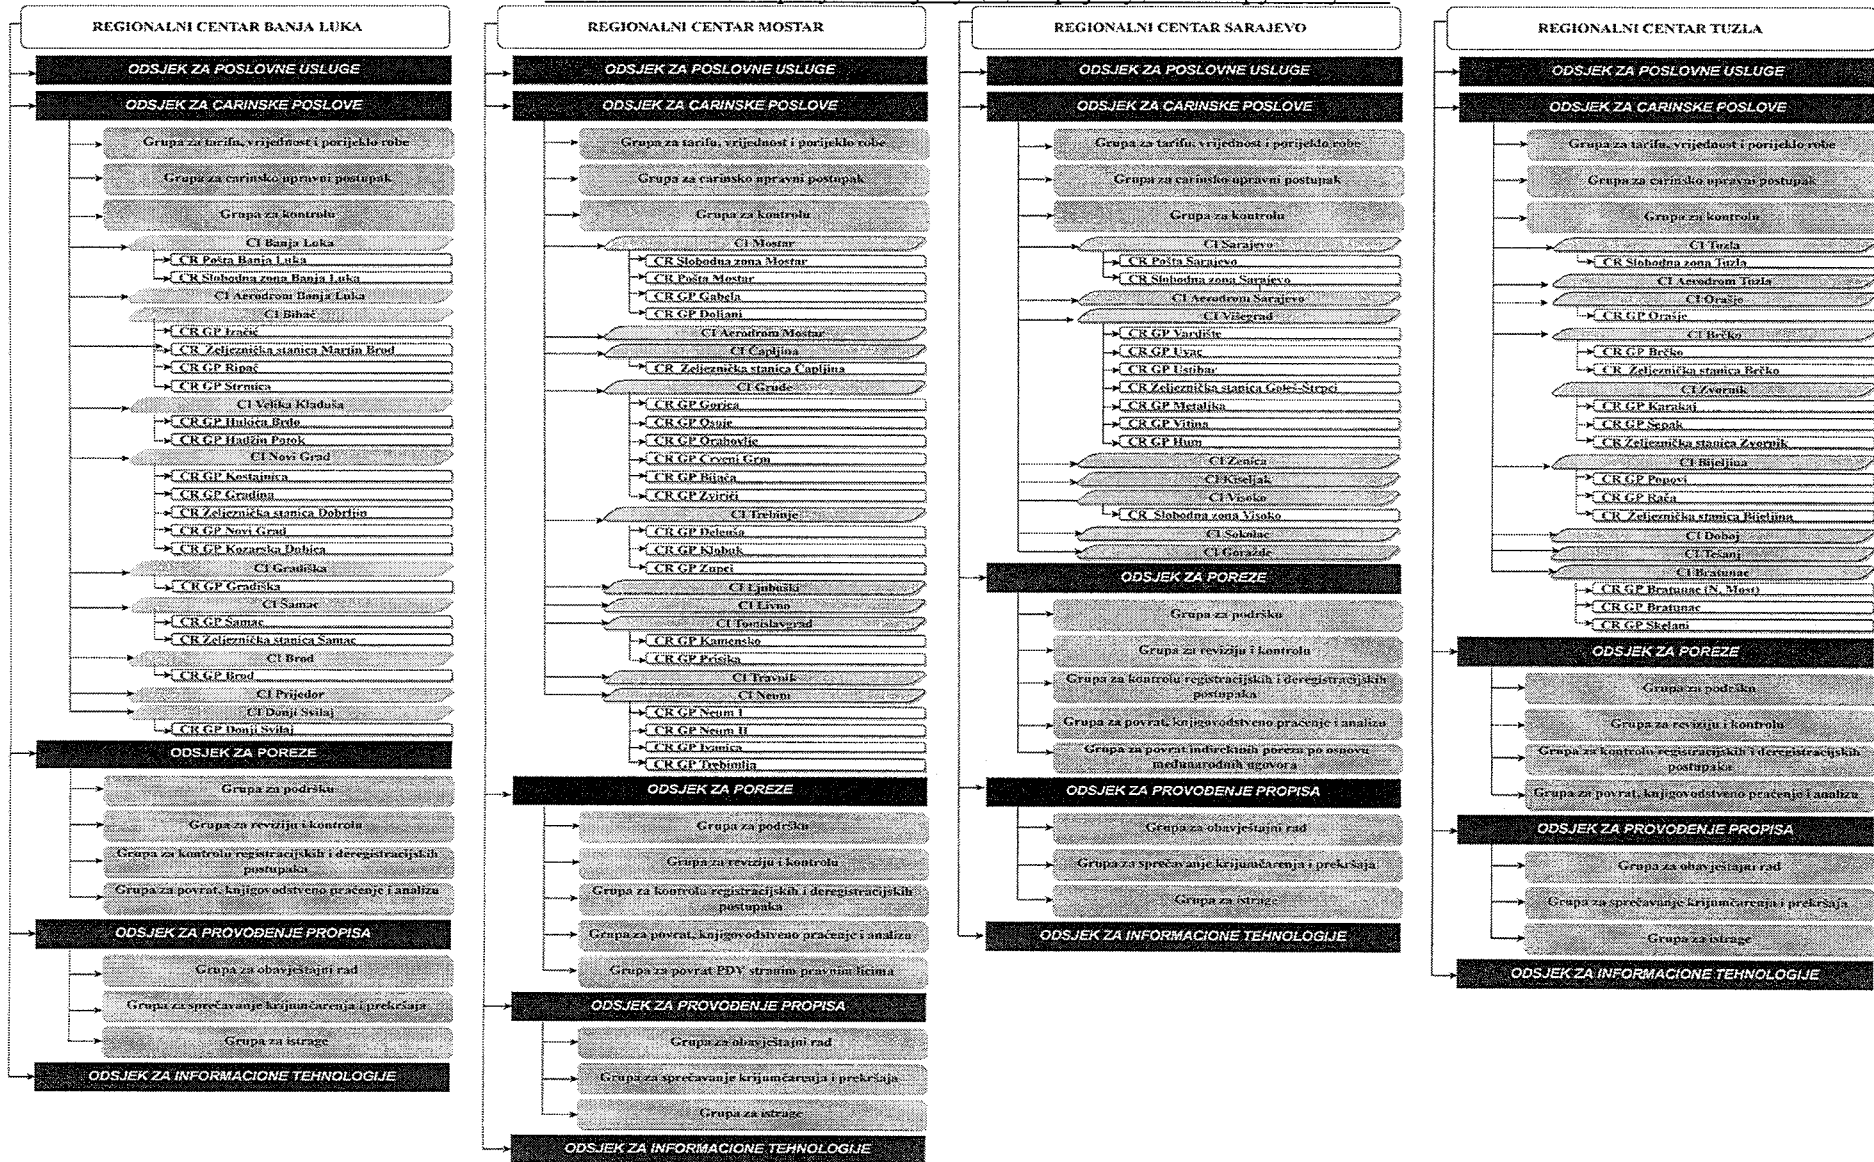 REGIONALNI CENTAR BANJA LUKA
ODSJEK ZA POSLOVNE USLUGE
ODSJEK ZA CARINSKE POSLOVE
Grupa za tarifu, vrijednost i porijeklo robe
Grupa za carinsko upravni postupak
Grupa za kontrolu
CI Banja Luka
CR Pošta Banja Luka
CR Slobodna zona Banja Luka
CI Aerodrom Banja Luka
CI Bihać
CR GP Izačić
CR Željeznička stanica Martin Brod
CR GP Ripač
CR GP Strmica
CI Velika Kladuša
CR GP Hukića Brdo
CR GP Hadžin Potok
CI Novi Grad
CR GP Kostajnica
CR GP Gradina
CR Željeznička stanica Dobrljin
CR GP Novi Grad
CR GP Kozarska Dubica
CI Gradiška
CR GP Gradiška
CI Šamac
CR GP Šamac
CR Željeznička stanica Šamac
CI Brod
CR GP Brod
CI Prijedor
CI Donji Svilaj
CR GP Donji Svilaj
ODSJEK ZA POREZE
Grupa za podršku
Grupa za reviziju i kontrolu
Grupa za kontrolu registracijskih i deregistracijskih
postupaka
Grupa za povrat, knjigovodstveno praćenje i analizu
ODSJEK ZA PROVOĐENJE PROPISA
Grupa za obavještajni rad
Grupa za sprečavanje krijumčarenja i prekršaja
Grupa za istrage
ODSJEK ZA INFORMACIONE TEHNOLOGIJE
REGIONALNI CENTAR MOSTAR
ODSJEK ZA POSLOVNE USLUGE
ODSJEK ZA CARINSKE POSLOVE
Grupa za tarifu, vrijednost i porijeklo robe
Grupa za carinsko upravni postupak
Grupa za kontrolu
CI Mostar
CR Slobodna zona Mostar
CR Pošta Mostar
CR GP Gabela
CR GP Doljani
CI Aerodrom Mostar
CI Čapljina
CR Željeznička stanica Čapljina
CI Grude
CR GP Gorica
CR GP Osoje
CR GP Orahovlje
CR GP Crveni Grm
CR GP Bijača
CR GP Zvirići
CI Trebinje
CR GP Deleuša
CR GP Klobuk
CR GP Zupci
CI Ljubuški
CI Livno
CI Tomislavgrad
CR GP Kamensko
CR GP Prisika
CI Travnik
CI Neum
CR GP Neum I
CR GP Neum II
CR GP Ivanica
CR GP Trebimlja
ODSJEK ZA POREZE
Grupa za podršku
Grupa za reviziju i kontrolu
Grupa za kontrolu registracijskih i deregistracijskih
postupaka
Grupa za povrat, knjigovodstveno praćenje i analizu
Grupa za povrat PDV stranim pravnim licima
ODSJEK ZA PROVOĐENJE PROPISA
Grupa za obavještajni rad
Grupa za sprečavanje krijumčarenja i prekršaja
Grupa za istrage
ODSJEK ZA INFORMACIONE TEHNOLOGIJE
REGIONALNI CENTAR SARAJEVO
ODSJEK ZA POSLOVNE USLUGE
ODSJEK ZA CARINSKE POSLOVE
Grupa za tarifu, vrijednost i porijeklo robe
Grupa za carinsko upravni postupak
Grupa za kontrolu
CI Sarajevo
CR Pošta Sarajevo
CR Slobodna zona Sarajevo
CI Aerodrom Sarajevo
CI Višegrad
CR GP Vardište
CR GP Uvac
CR GP Ustibar
CR Željeznička stanica Goleš-Štrpci
CR GP Metaljka
CR GP Vitina
CR GP Hum
CI Zenica
CI Kiseljak
CI Visoko
CR Slobodna zona Visoko
CI Sokolac
CI Goražde
ODSJEK ZA POREZE
Grupa za podršku
Grupa za reviziju i kontrolu
Grupa za kontrolu registracijskih i deregistracijskih
postupaka
Grupa za povrat, knjigovodstveno praćenje i analizu
Grupa za povrat indirektnih poreza po osnovu
međunarodnih ugovora
ODSJEK ZA PROVOĐENJE PROPISA
Grupa za obavještajni rad
Grupa za sprečavanje krijumčarenja i prekršaja
Grupa za istrage
ODSJEK ZA INFORMACIONE TEHNOLOGIJE
REGIONALNI CENTAR TUZLA
ODSJEK ZA POSLOVNE USLUGE
ODSJEK ZA CARINSKE POSLOVE
Grupa za tarifu, vrijednost i porijeklo robe
Grupa za carinsko upravni postupak
Grupa za kontrolu
CI Tuzla
CR Slobodna zona Tuzla
CI Aerodrom Tuzla
CI Orašje
CR GP Orašje
CI Brčko
CR GP Brčko
CR Željeznička stanica Brčko
CI Zvornik
CR GP Karakaj
CR GP Šepak
CR Željeznička stanica Zvornik
CI Bijeljina
CR GP Popovi
CR GP Rača
CR Željeznička stanica Bijeljina
CI Doboj
CI Tešanj
CI Bratunac
CR GP Bratunac (N. Most)
CR GP Bratunac
CR GP Skelani
ODSJEK ZA POREZE
Grupa za podršku
Grupa za reviziju i kontrolu
Grupa za kontrolu registracijskih i deregistracijskih
postupaka
Grupa za povrat, knjigovodstveno praćenje i analizu
ODSJEK ZA PROVOĐENJE PROPISA
Grupa za obavještajni rad
Grupa za sprečavanje krijumčarenja i prekršaja
Grupa za istrage
ODSJEK ZA INFORMACIONE TEHNOLOGIJE